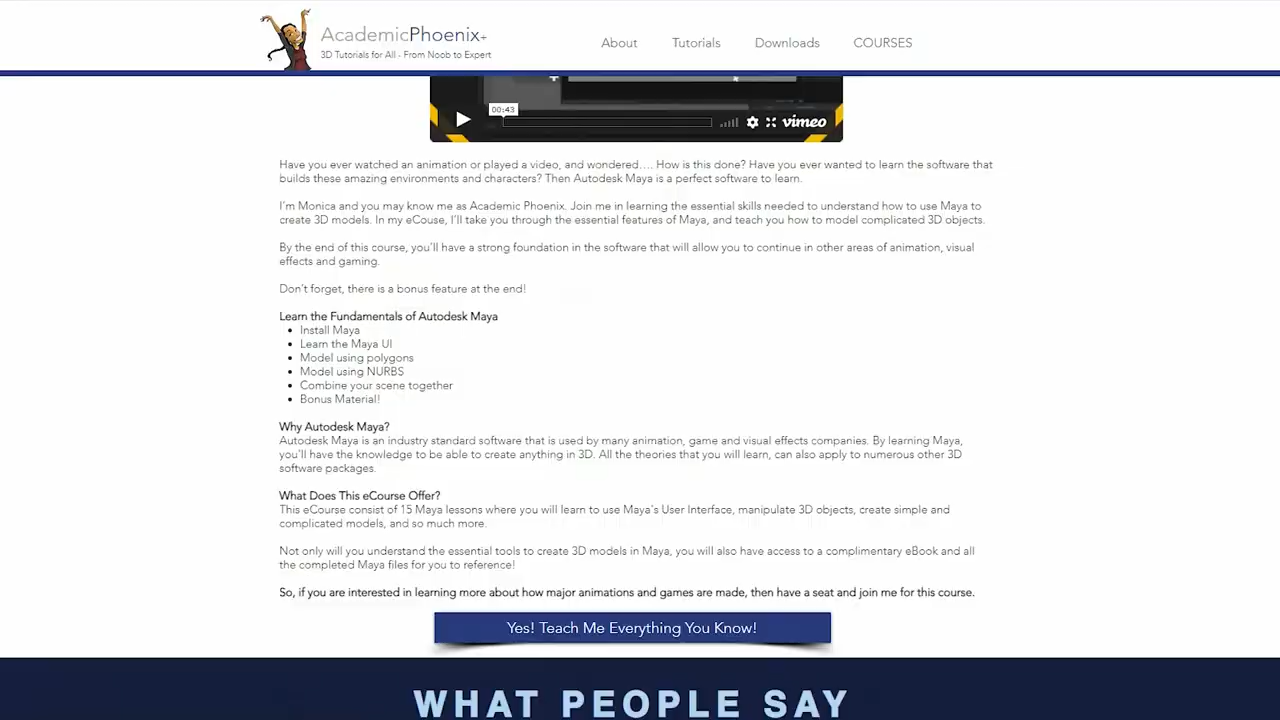 AcademicPhoenix+
3D Tutorials for All - From Noob to Expert
About
Tutorials
Downloads
COURSES
00:43
vimeo
Have you ever watched an animation or played a video, and wondered…. How is this done? Have you ever wanted to learn the software that
builds these amazing environments and characters? Then Autodesk Maya is a perfect software to learn.
I'm Monica and you may know me as Academic Phoenix. Join me in learning the essential skills needed to understand how to use Maya to
create 3D models. In my eCouse, I'll take you through the essential features of Maya, and teach you how to model complicated 3D objects.
By the end of this course, you'll have a strong foundation in the software that will allow you to continue in other areas of animation, visual
effects and gaming.
Don't forget, there is a bonus feature at the end!
Learn the Fundamentals of Autodesk Maya
• Install Maya
• Learn the Maya UI
• Model using polygons
• Model using NURBS
• Combine your scene together
• Bonus Material!
Why Autodesk Maya?
Autodesk Maya is an industry standard software that is used by many animation, game and visual effects companies. By learning Maya,
you'll have the knowledge to be able to create anything in 3D. All the theories that you will learn, can also apply to numerous other 3D
software packages.
What Does This eCourse Offer?
This eCourse consist of 15 Maya lessons where you will learn to use Maya's User Interface, manipulate 3D objects, create simple and
complicated models, and so much more.
Not only will you understand the essential tools to create 3D models in Maya, you will also have access to a complimentary eBook and all
the completed Maya files for you to reference!
So, if you are interested in learning more about how major animations and games are made, then have a seat and join me for this course.
Yes! Teach Me Everything You Know!
WHAT PEOPLE SAY